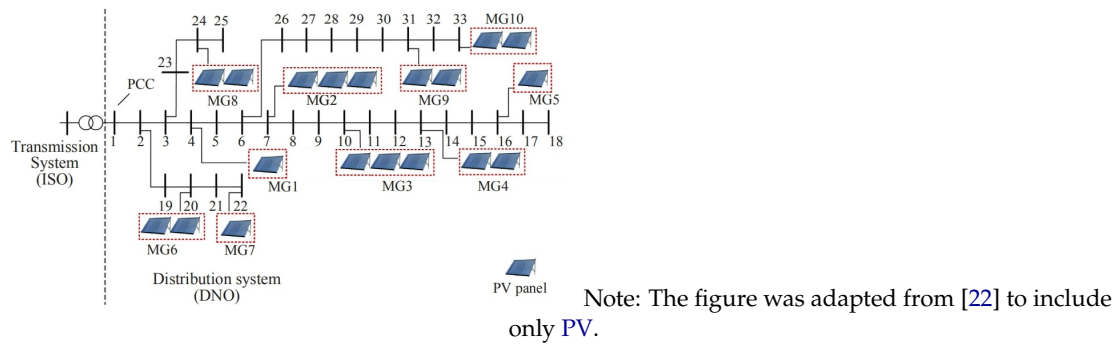 24 25
26 27 28 29 30 31 32 33
MG10
23
PCC
MG8
MG2
MG9
MG5
1 2 3 4 5 6 7 8 9 10 11 12 13 14 15 16 17 18
Transmission
System
(ISO)
MG1
MG3
MG4
19 20 21 22
MG6
MG7
Distribution system
(DNO)
PV panel
Note: The figure was adapted from [22] to include
only PV.